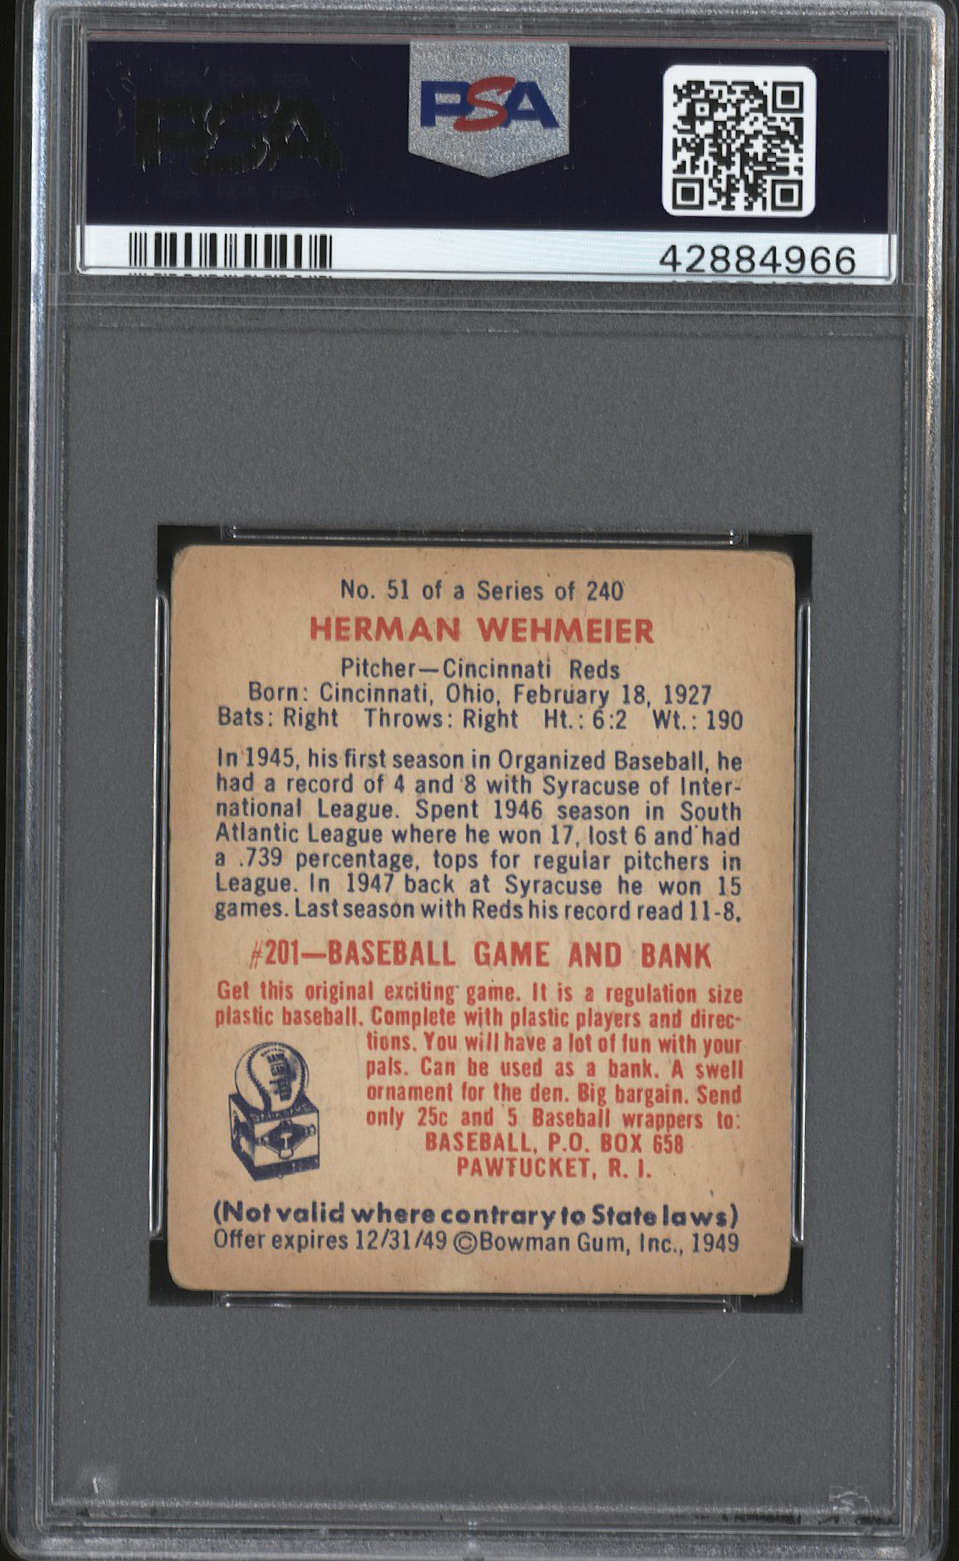 PSA
PSA
42884966
No. 51 of a Series of 240
HERMAN WEHMEIER
Pitcher—Cincinnati Reds
Born: Cincinnati, Ohio, February 18, 1927
Bats: Right Throws: Right Ht.: 6:2 Wt.: 190
In 1945, his first season in Organized Baseball, he
had a record of 4 and 8 with Syracuse of Inter-
national League. Spent 1946 season in South
Atlantic League where he won 17, lost 6 and had
a .739 percentage, tops for regular pitchers in
League. In 1947 back at Syracuse he won 15
games. Last season with Reds his record read 11-8.
#201—BASEBALL GAME AND BANK
Get this original exciting game. It is a regulation size
plastic baseball. Complete with plastic players and direc-
tions. You will have a lot of fun with your
pals. Can be used as a bank. A swell
ornament for the den. Big bargain. Send
only 25c and 5 Baseball wrappers to:
BASEBALL, P.O. BOX 658
PAWTUCKET, R. I.
(Not valid where contrary to State laws)
Offer expires 12/31/49 ©Bowman Gum, Inc., 1949